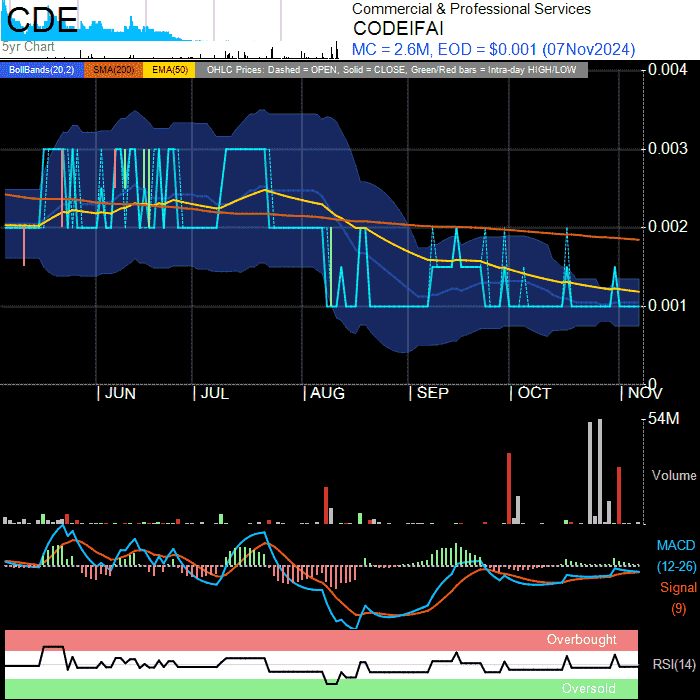 CDE
5yr Chart
Commercial & Professional Services
CODEIFAI
MC = 2.6M, EOD = $0.001 (07Nov2024)
BollBands(20,2) SMA(200) EMA(50) OHLC Prices: Dashed = OPEN, Solid = CLOSE, Green/Red bars = Intra-day HIGH/LOW
0.004
0.003
0.002
0.001
0
JUN JUL AUG SEP OCT NOV
54M
Volume
MACD
(12-26)
Signal
(9)
Overbought
RSI(14)
Oversold